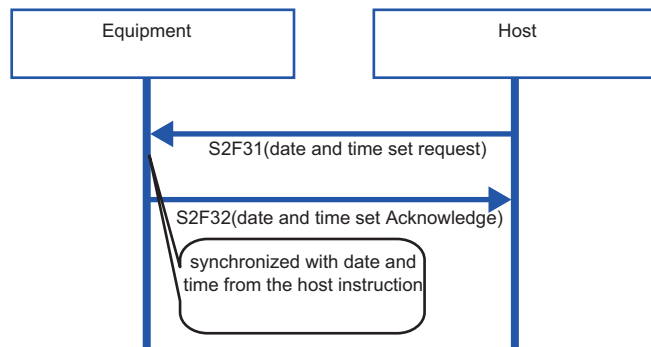 Equipment
Host
S2F31(date and time set request)
S2F32(date and time set Acknowledge)
synchronized with date and
time from the host instruction